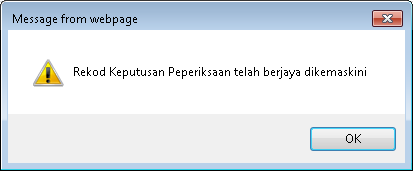 Message from webpage
Rekod Keputusan Peperiksaan telah berjaya dikemaskini
OK